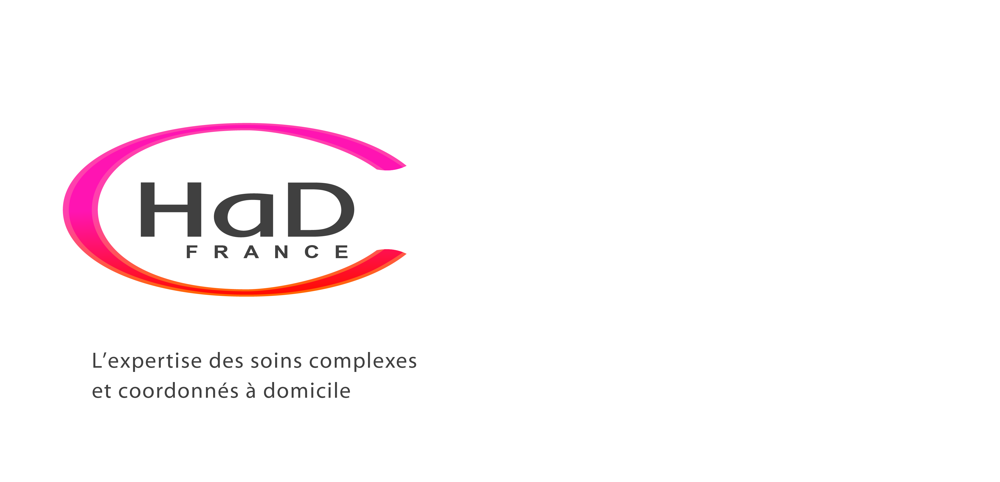 HaD
FRANCE
L’expertise des soins complexes
et coordonnés à domicile